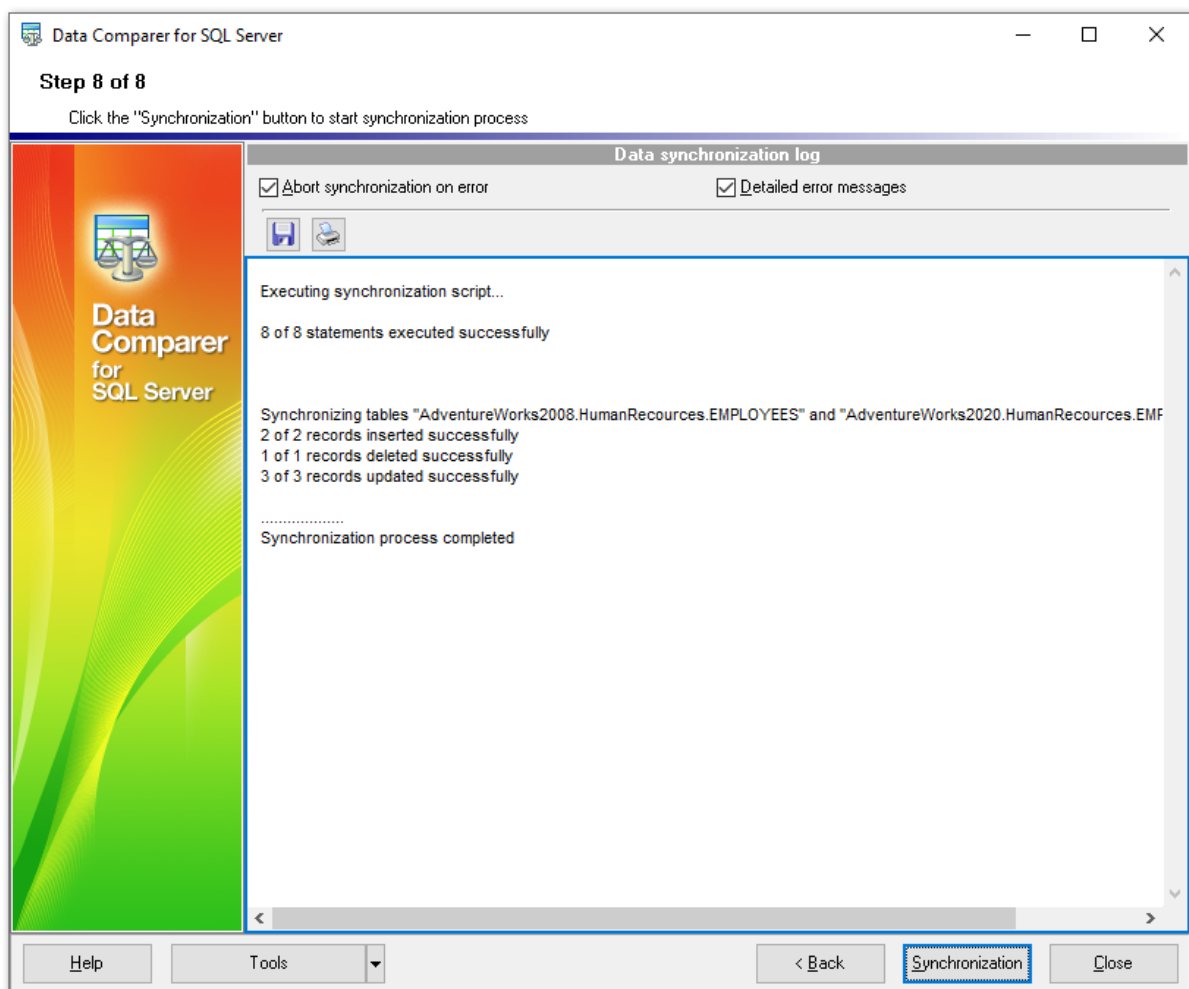 Data Comparer for SQL Server
Step 8 of 8
Click the "Synchronization" button to start synchronization process
Data synchronization log
Abort synchronization on error
Detailed error messages
Data
Comparer
for
SQL Server
Executing synchronization script...
8 of 8 statements executed successfully
Synchronizing tables "AdventureWorks2008.HumanRecources.EMPLOYEES" and "AdventureWorks2020.HumanRecources.EMP
2 of 2 records inserted successfully
1 of 1 records deleted successfully
3 of 3 records updated successfully
...................
Synchronization process completed
Help
Tools
< Back
Synchronization
Close